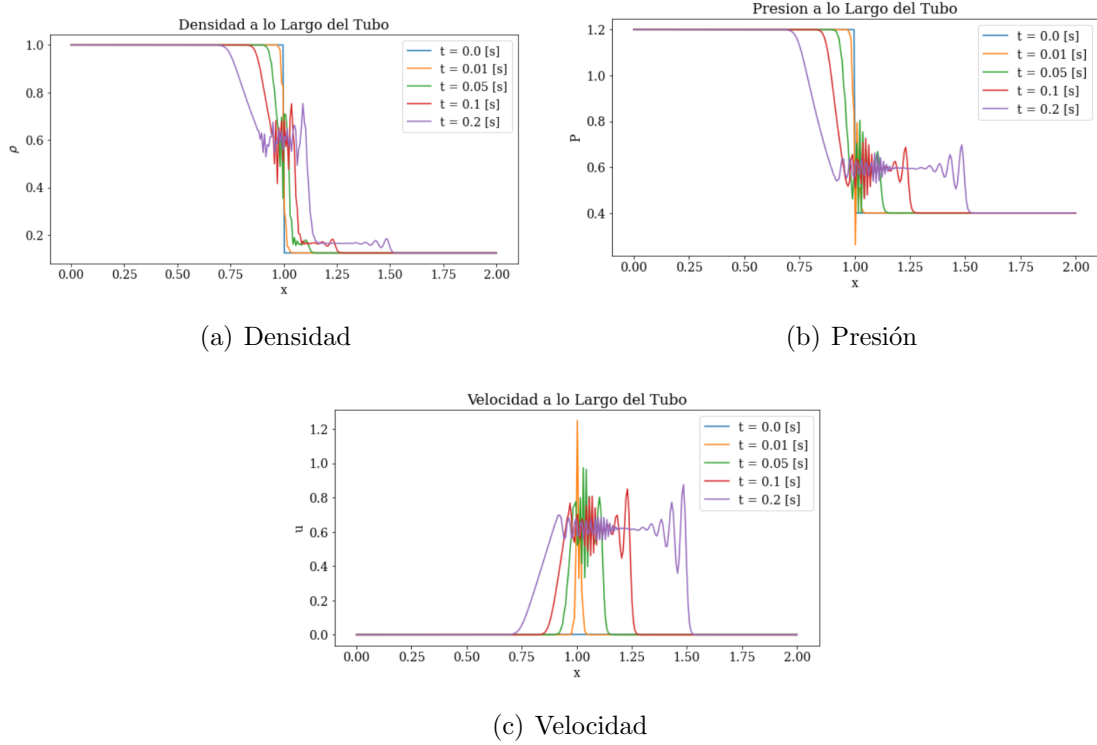 Densidad a lo Largo del Tubo
1.0
0.8
0.6
0.4
0.2
ρ
t = 0.0 [s]
t = 0.01 [s]
t = 0.05 [s]
t = 0.1 [s]
t = 0.2 [s]
0.00 0.25 0.50 0.75 1.00 1.25 1.50 1.75 2.00
x
(a) Densidad
Presion a lo Largo del Tubo
1.2
1.0
0.8
0.6
0.4
P
t = 0.0 [s]
t = 0.01 [s]
t = 0.05 [s]
t = 0.1 [s]
t = 0.2 [s]
0.00 0.25 0.50 0.75 1.00 1.25 1.50 1.75 2.00
x
(b) Presión
Velocidad a lo Largo del Tubo
1.2
1.0
0.8
0.6
0.4
0.2
0.0
u
t = 0.0 [s]
t = 0.01 [s]
t = 0.05 [s]
t = 0.1 [s]
t = 0.2 [s]
0.00 0.25 0.50 0.75 1.00 1.25 1.50 1.75 2.00
x
(c) Velocidad